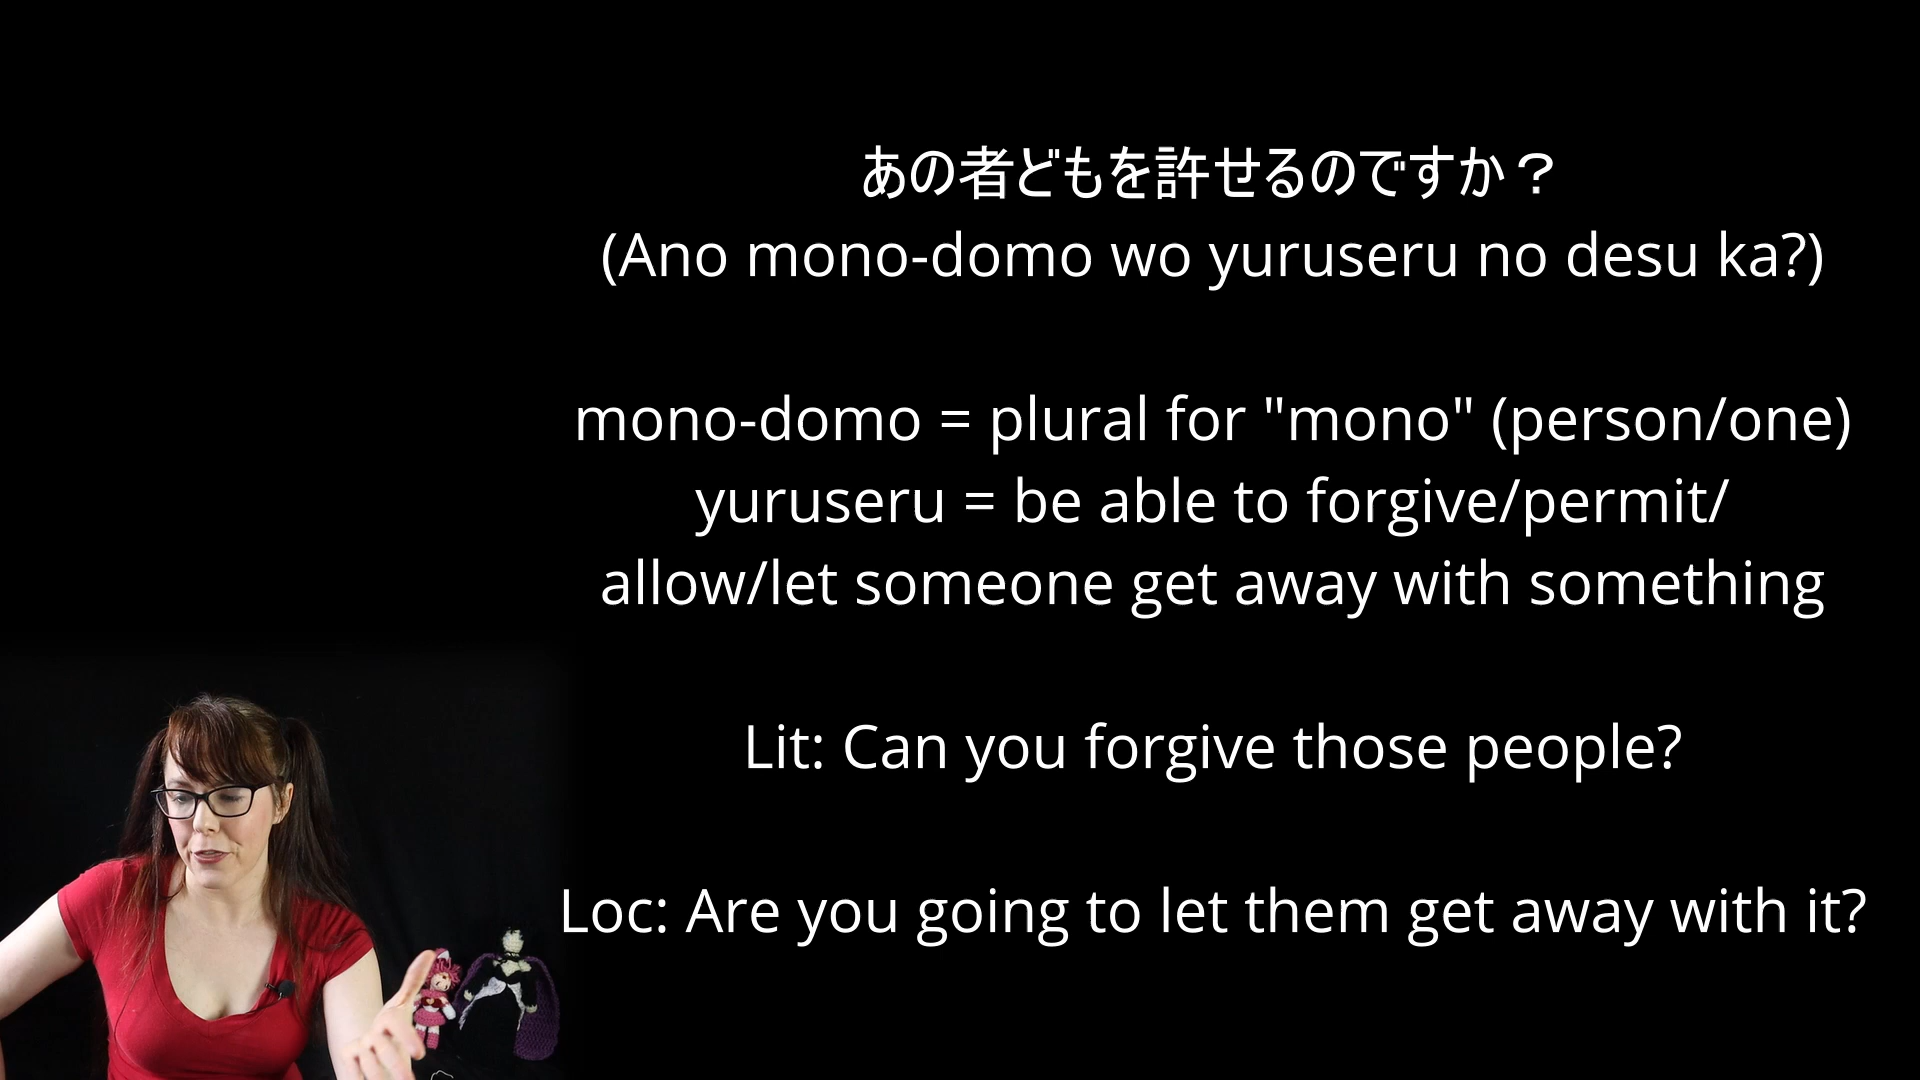 あの者どもを許せるのですか？
(Ano mono-domo wo yuruseru no desu ka?)
mono-domo = plural for "mono" (person/one)
yuruseru = be able to forgive/permit/
allow/let someone get away with something
Lit: Can you forgive those people?
Loc: Are you going to let them get away with it?